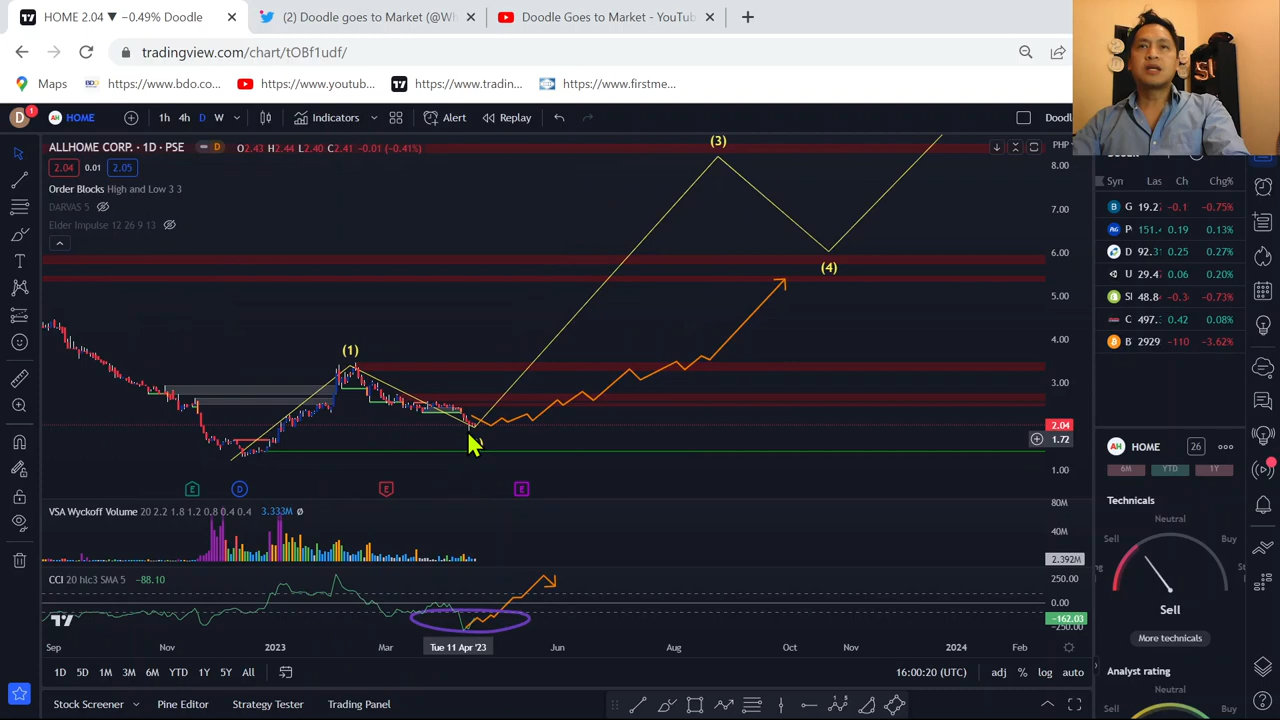 HOME 2.04 ▼ −0.49% Doodle
(2) Doodle goes to Market (@Wh
Doodle Goes to Market - YouTub
tradingview.com/chart/tOBf1udf/
Maps
https://www.bdo.co...
https://www.youtub...
https://www.tradin...
https://www.firstme...
D
1
HOME
1h 4h D W
Indicators
Alert
Replay
Doodl
ALLHOME CORP. · 1D · PSE
D
O2.43 H2.44 L2.40 C2.41 −0.01 (−0.41%)
2.04 0.01 2.05
Order Blocks High and Low 3 3
DARVAS 5
Elder Impulse 12 26 9 13
PHP
8.00
7.00
6.00
5.00
4.00
3.00
2.04
1.72
1.00
(1)
(3)
(4)
E
D
E
E
VSA Wyckoff Volume 20 2.2 1.8 1.2 0.8 0.4 0.4 3.333M Ø
80M
40M
2.392M
CCI 20 hlc3 SMA 5 −88.10
250.00
0.00
−162.03
−250.00
Sep
Nov
2023
Mar
Tue 11 Apr '23
Jun
Aug
Oct
Nov
2024
Feb
1D 5D 1M 3M 6M YTD 1Y 5Y All
16:00:20 (UTC)
adj % log auto
Stock Screener
Pine Editor
Strategy Tester
Trading Panel
Syn Las Ch Chg%
G 19.2 −0.1 −0.75%
P 151.4 0.19 0.13%
D 92.3 0.25 0.27%
U 42.4 0.06 0.20%
SI 48.8 −0.3 −0.73%
C 497. 0.42 0.08%
B 2929 −110 −3.62%
HOME
26
6M
YTD
1Y
Technicals
Neutral
Sell
Buy
Sell
More technicals
Analyst rating
Neutral